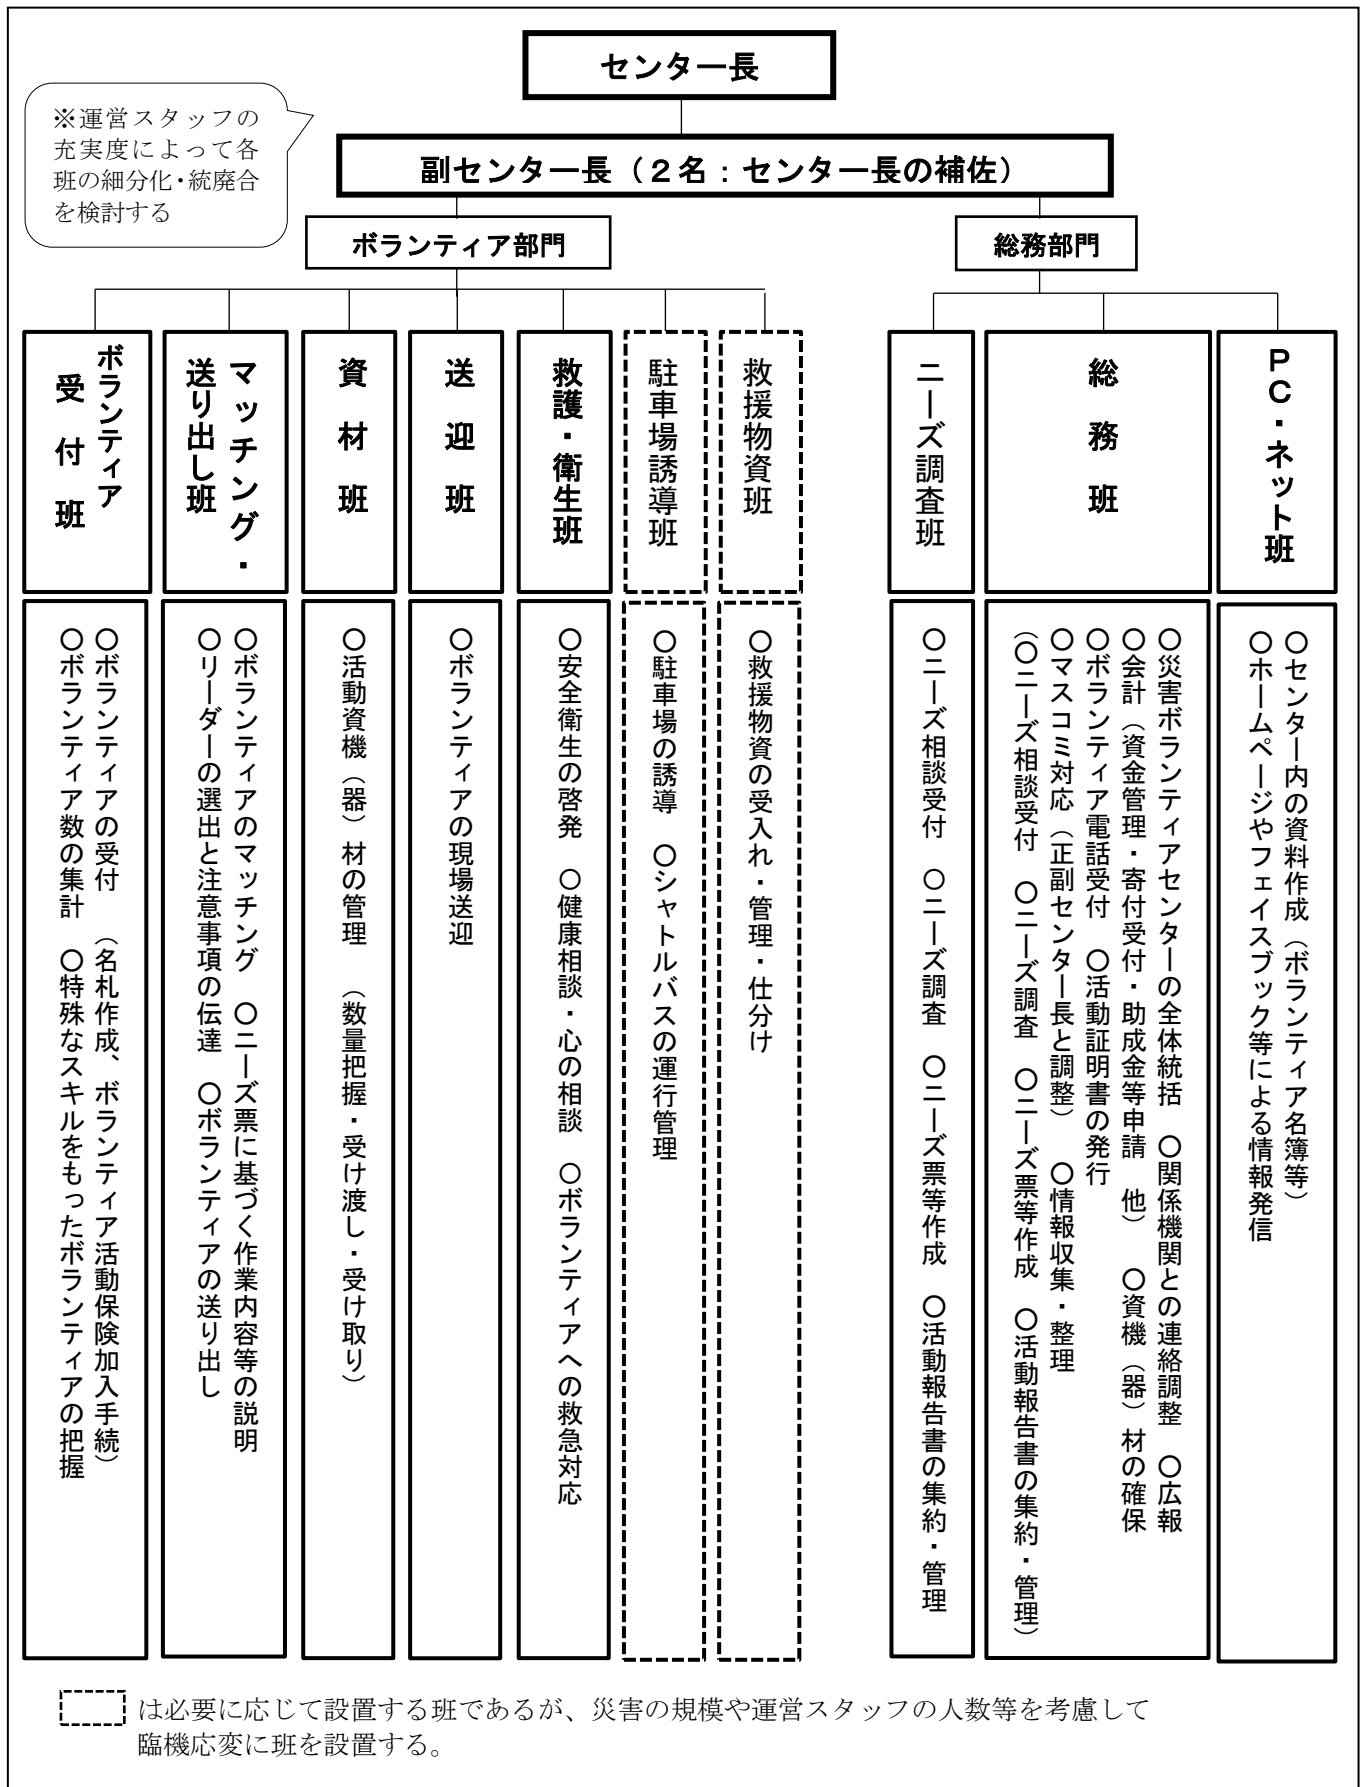 センター長
※運営スタッフの
充実度によって各
班の細分化・統廃合
を検討する
副センター長（２名：センター長の補佐）
ボランティア部門
総務部門
ボランティア
受付班
マッチング・
送り出し班
資材班
送迎班
救護・衛生班
駐車場誘導班
救援物資班
ニーズ調査班
総務班
ＰＣ・ネット班
○ボランティアの受付　（名札作成、ボランティア活動保険加入手続）
○ボランティア数の集計　○特殊なスキルをもったボランティアの把握
○ボランティアのマッチング　○ニーズ票に基づく作業内容等の説明
○リーダーの選出と注意事項の伝達　○ボランティアの送り出し
○活動資機（器）材の管理　（数量把握・受け渡し・受け取り）
○ボランティアの現場送迎
○安全衛生の啓発　○健康相談・心の相談　○ボランティアへの救急対応
○駐車場の誘導　○シャトルバスの運行管理
○救援物資の受入れ・管理・仕分け
○ニーズ相談受付　○ニーズ調査　○ニーズ票等作成　○活動報告書の集約・管理
○災害ボランティアセンターの全体統括　○関係機関との連絡調整　○広報
○会計（資金管理・寄付受付・助成金等申請　他）　○資機（器）材の確保
○ボランティア電話受付　○活動証明書の発行
○マスコミ対応（正副センター長と調整）　○情報収集・整理
（○ニーズ相談受付　○ニーズ調査　○ニーズ票等作成　○活動報告書の集約・管理）
○センター内の資料作成（ボランティア名簿等）
○ホームページやフェイスブック等による情報発信
は必要に応じて設置する班であるが、災害の規模や運営スタッフの人数等を考慮して
臨機応変に班を設置する。